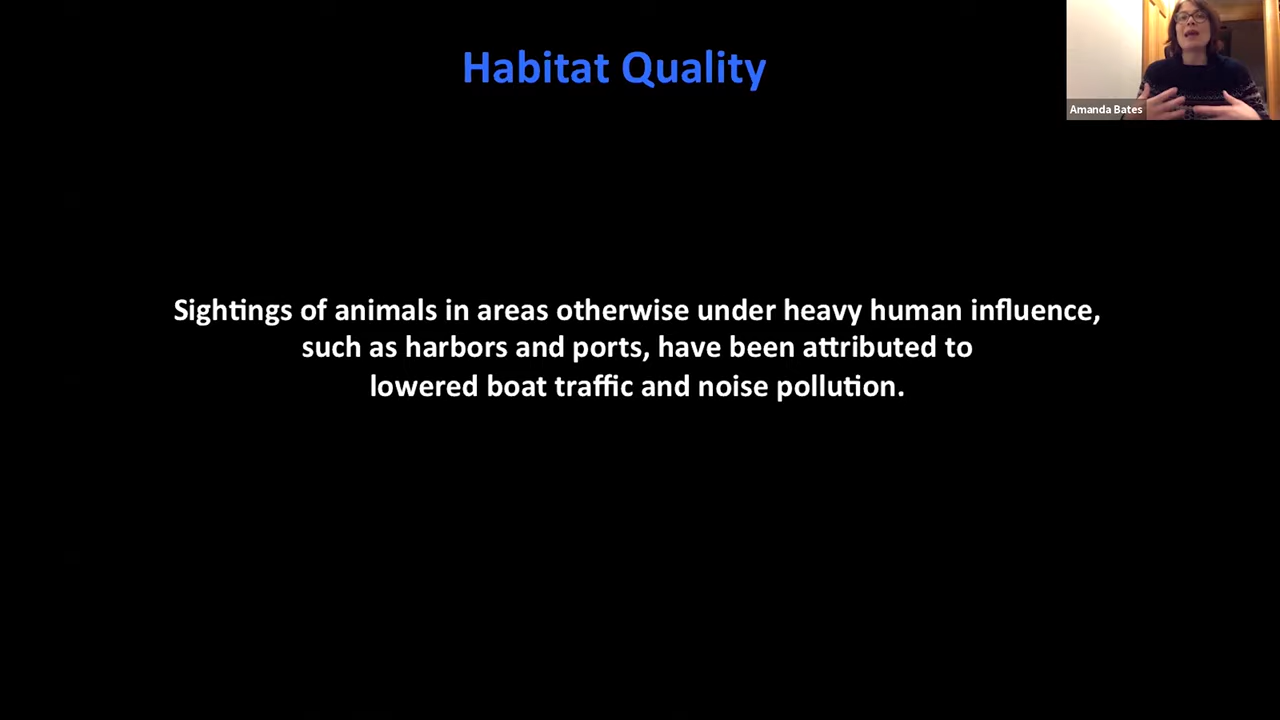 Habitat Quality
Amanda Bates
Sightings of animals in areas otherwise under heavy human influence,
such as harbors and ports, have been attributed to
lowered boat traffic and noise pollution.